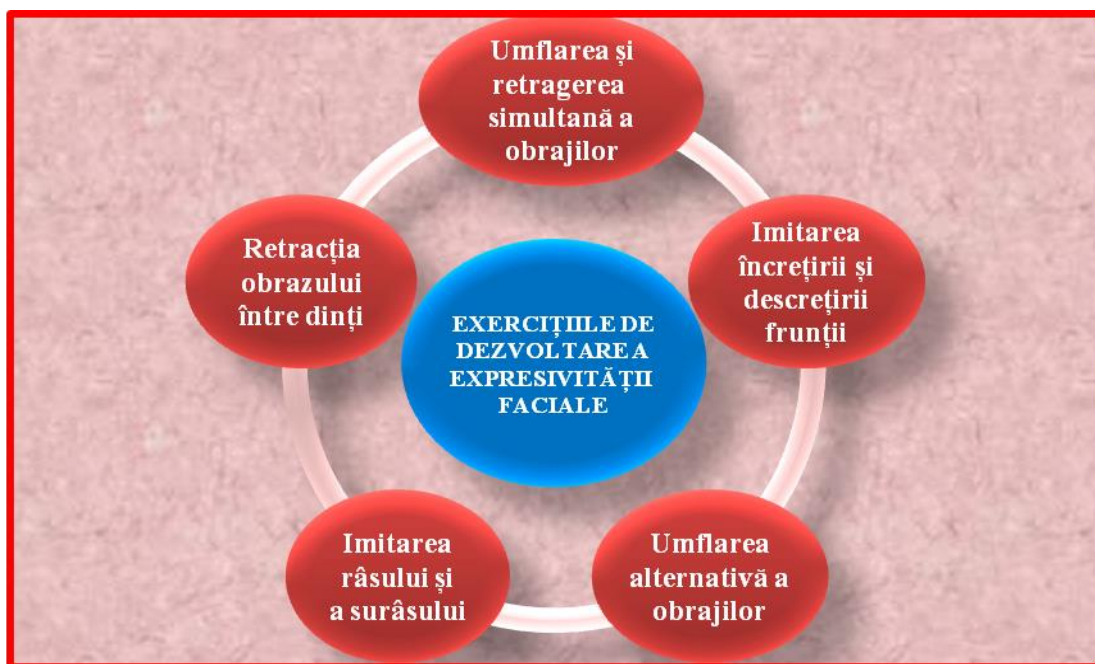 Umflarea și
retragerea
simultană a
obrajilor
Imitarea
încrețirii și
descrețirii
frunții
Umflarea
alternativă a
obrajilor
Imitarea
râsului și
a surâsului
Retracția
obrazului
între dinți
EXERCIȚIILE DE
DEZVOLTARE A
EXPRESIVITĂȚII
FACIALE